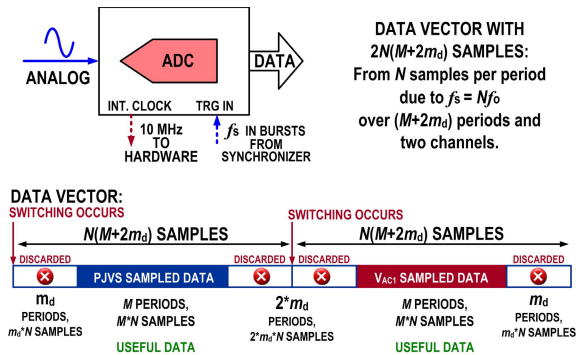 ANALOG
ADC
DATA
INT. CLOCK
TRG IN
10 MHz
TO
HARDWARE
fs IN BURSTS
FROM
SYNCHRONIZER
DATA VECTOR WITH
2N(M+2md) SAMPLES:
From N samples per period
due to fs = Nfo
over (M+2md) periods and
two channels.
DATA VECTOR:
SWITCHING OCCURS
SWITCHING OCCURS
N(M+2md) SAMPLES
N(M+2md) SAMPLES
DISCARDED
DISCARDED
DISCARDED
DISCARDED
PJVS SAMPLED DATA
VAC1 SAMPLED DATA
md
PERIODS,
md*N SAMPLES
M PERIODS,
M*N SAMPLES
USEFUL DATA
2*md
PERIODS,
2*md*N SAMPLES
M PERIODS,
M*N SAMPLES
USEFUL DATA
md
PERIODS,
md*N SAMPLES